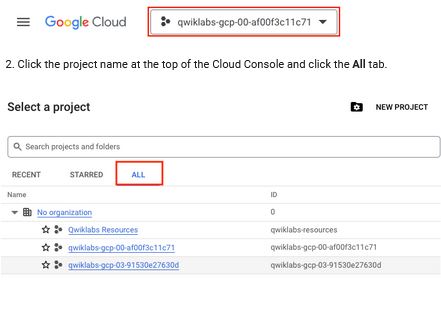 Google Cloud
qwiklabs-gcp-00-af00f3c11c71
2. Click the project name at the top of the Cloud Console and click the All tab.
Select a project
NEW PROJECT
Search projects and folders
RECENT STARRED ALL
Name ID
No organization 0
Qwiklabs Resources qwiklabs-resources
qwiklabs-gcp-00-af00f3c11c71 qwiklabs-gcp-00-af00f3c11c71
qwiklabs-gcp-03-91530e27630d qwiklabs-gcp-03-91530e27630d